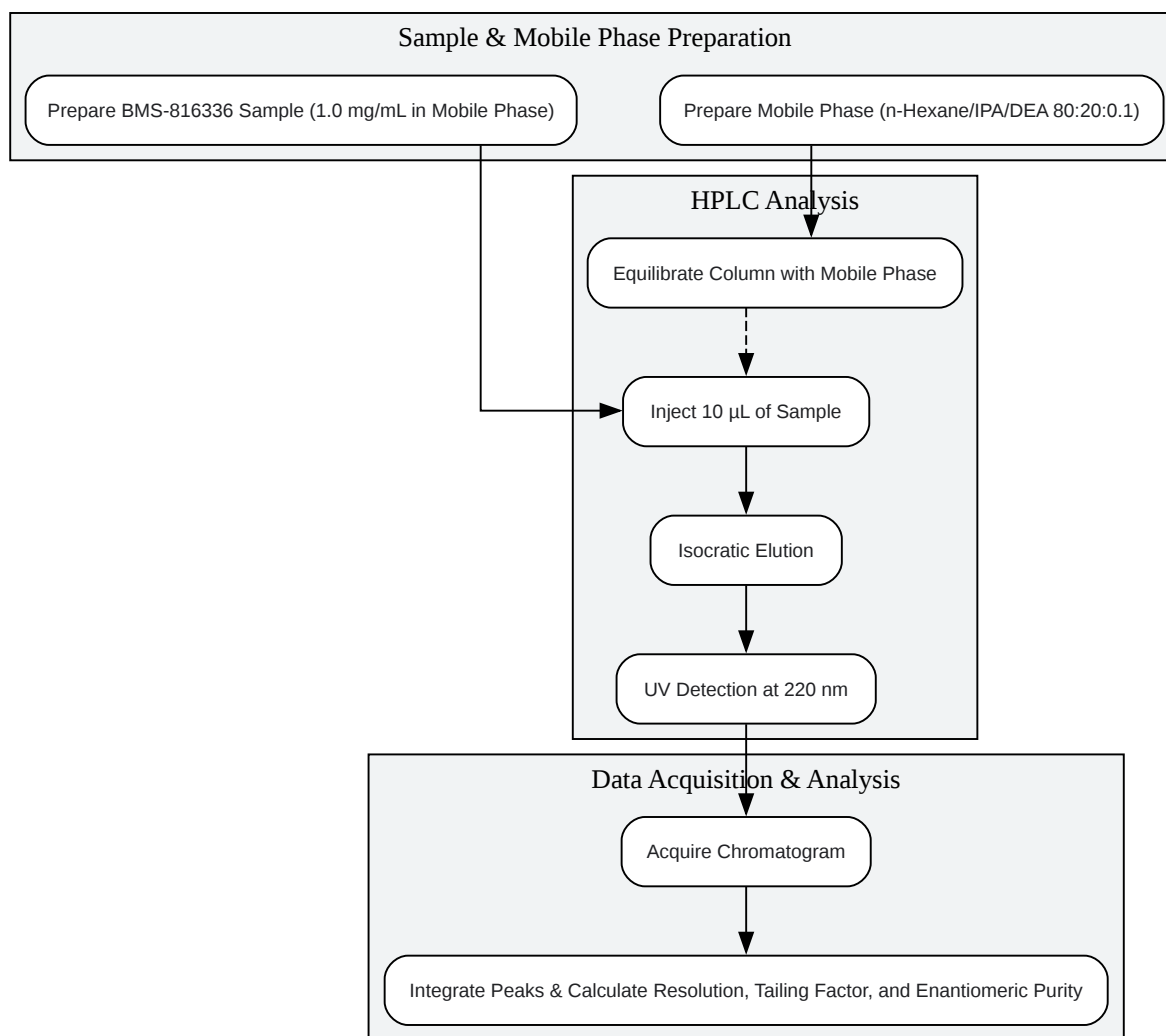 Sample & Mobile Phase Preparation
Prepare BMS-816336 Sample (1.0 mg/mL in Mobile Phase)
Prepare Mobile Phase (n-Hexane/IPA/DEA 80:20:0.1)
HPLC Analysis
Equilibrate Column with Mobile Phase
Inject 10 µL of Sample
Isocratic Elution
UV Detection at 220 nm
Data Acquisition & Analysis
Acquire Chromatogram
Integrate Peaks & Calculate Resolution, Tailing Factor, and Enantiomeric Purity